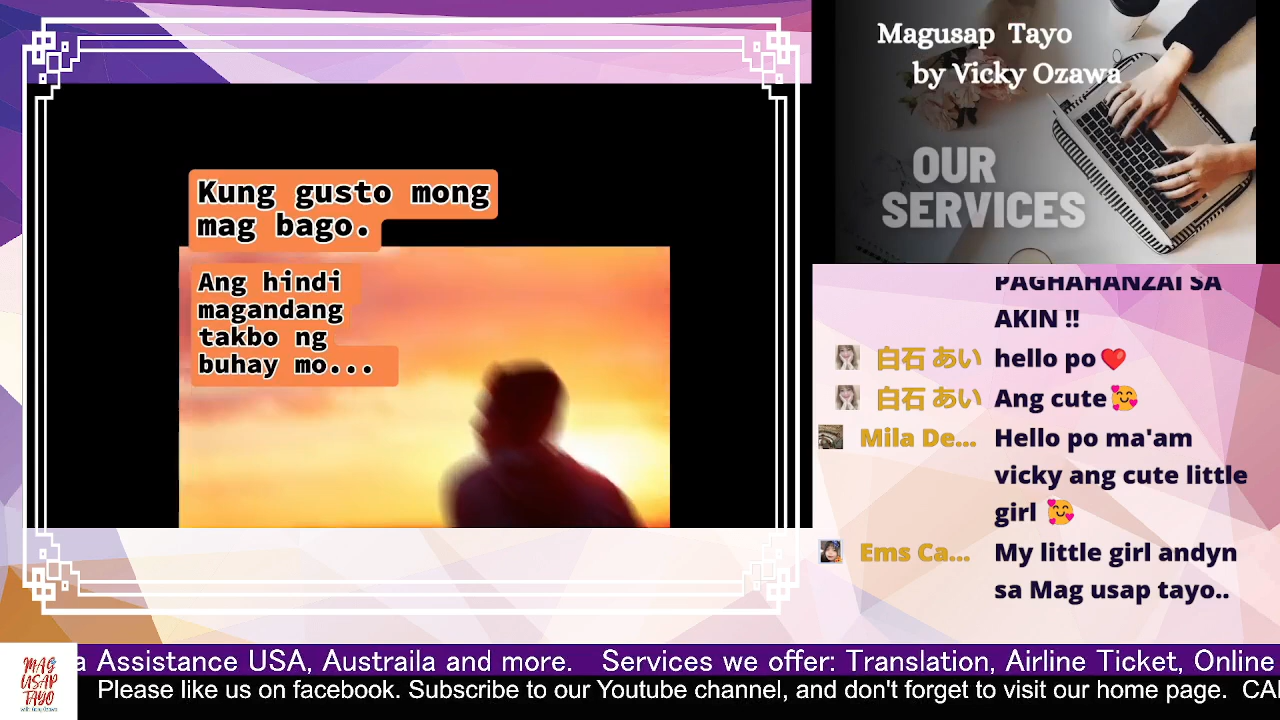 Kung gusto mong
mag bago.
Ang hindi
magandang
takbo ng
buhay mo...
Magusap Tayo
by Vicky Ozawa
OUR
SERVICES
PAGHAHANZAI SA
AKIN !!
白石 あい hello po❤️
白石 あい Ang cute🥰
Mila De... Hello po ma'am
vicky ang cute little
girl 🥰
Ems Ca... My little girl andyn
sa Mag usap tayo..
MAG
USAP
TAYO
a Assistance USA, Austraila and more. Services we offer: Translation, Airline Ticket, Online
Please like us on facebook. Subscribe to our Youtube channel, and don't forget to visit our home page. CAL